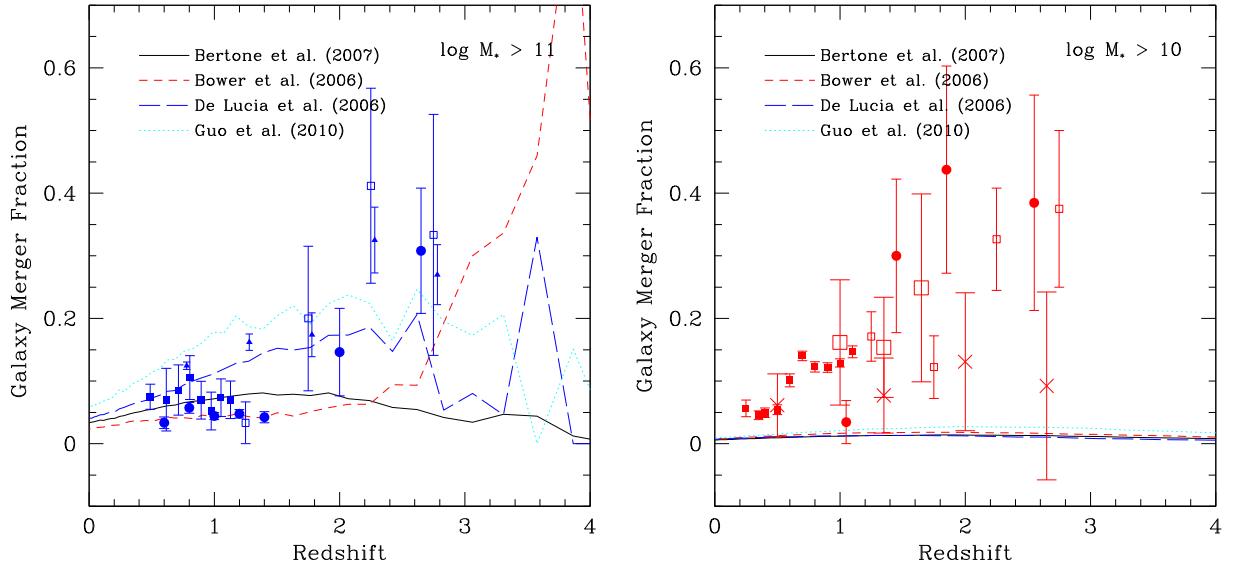 log M* > 11
Bertone et al. (2007)
Bower et al. (2006)
De Lucia et al. (2006)
Guo et al. (2010)
Galaxy Merger Fraction
0.6
0.4
0.2
0
0 1 2 3 4
Redshift
log M* > 10
Bertone et al. (2007)
Bower et al. (2006)
De Lucia et al. (2006)
Guo et al. (2010)
Galaxy Merger Fraction
0.6
0.4
0.2
0
0 1 2 3 4
Redshift